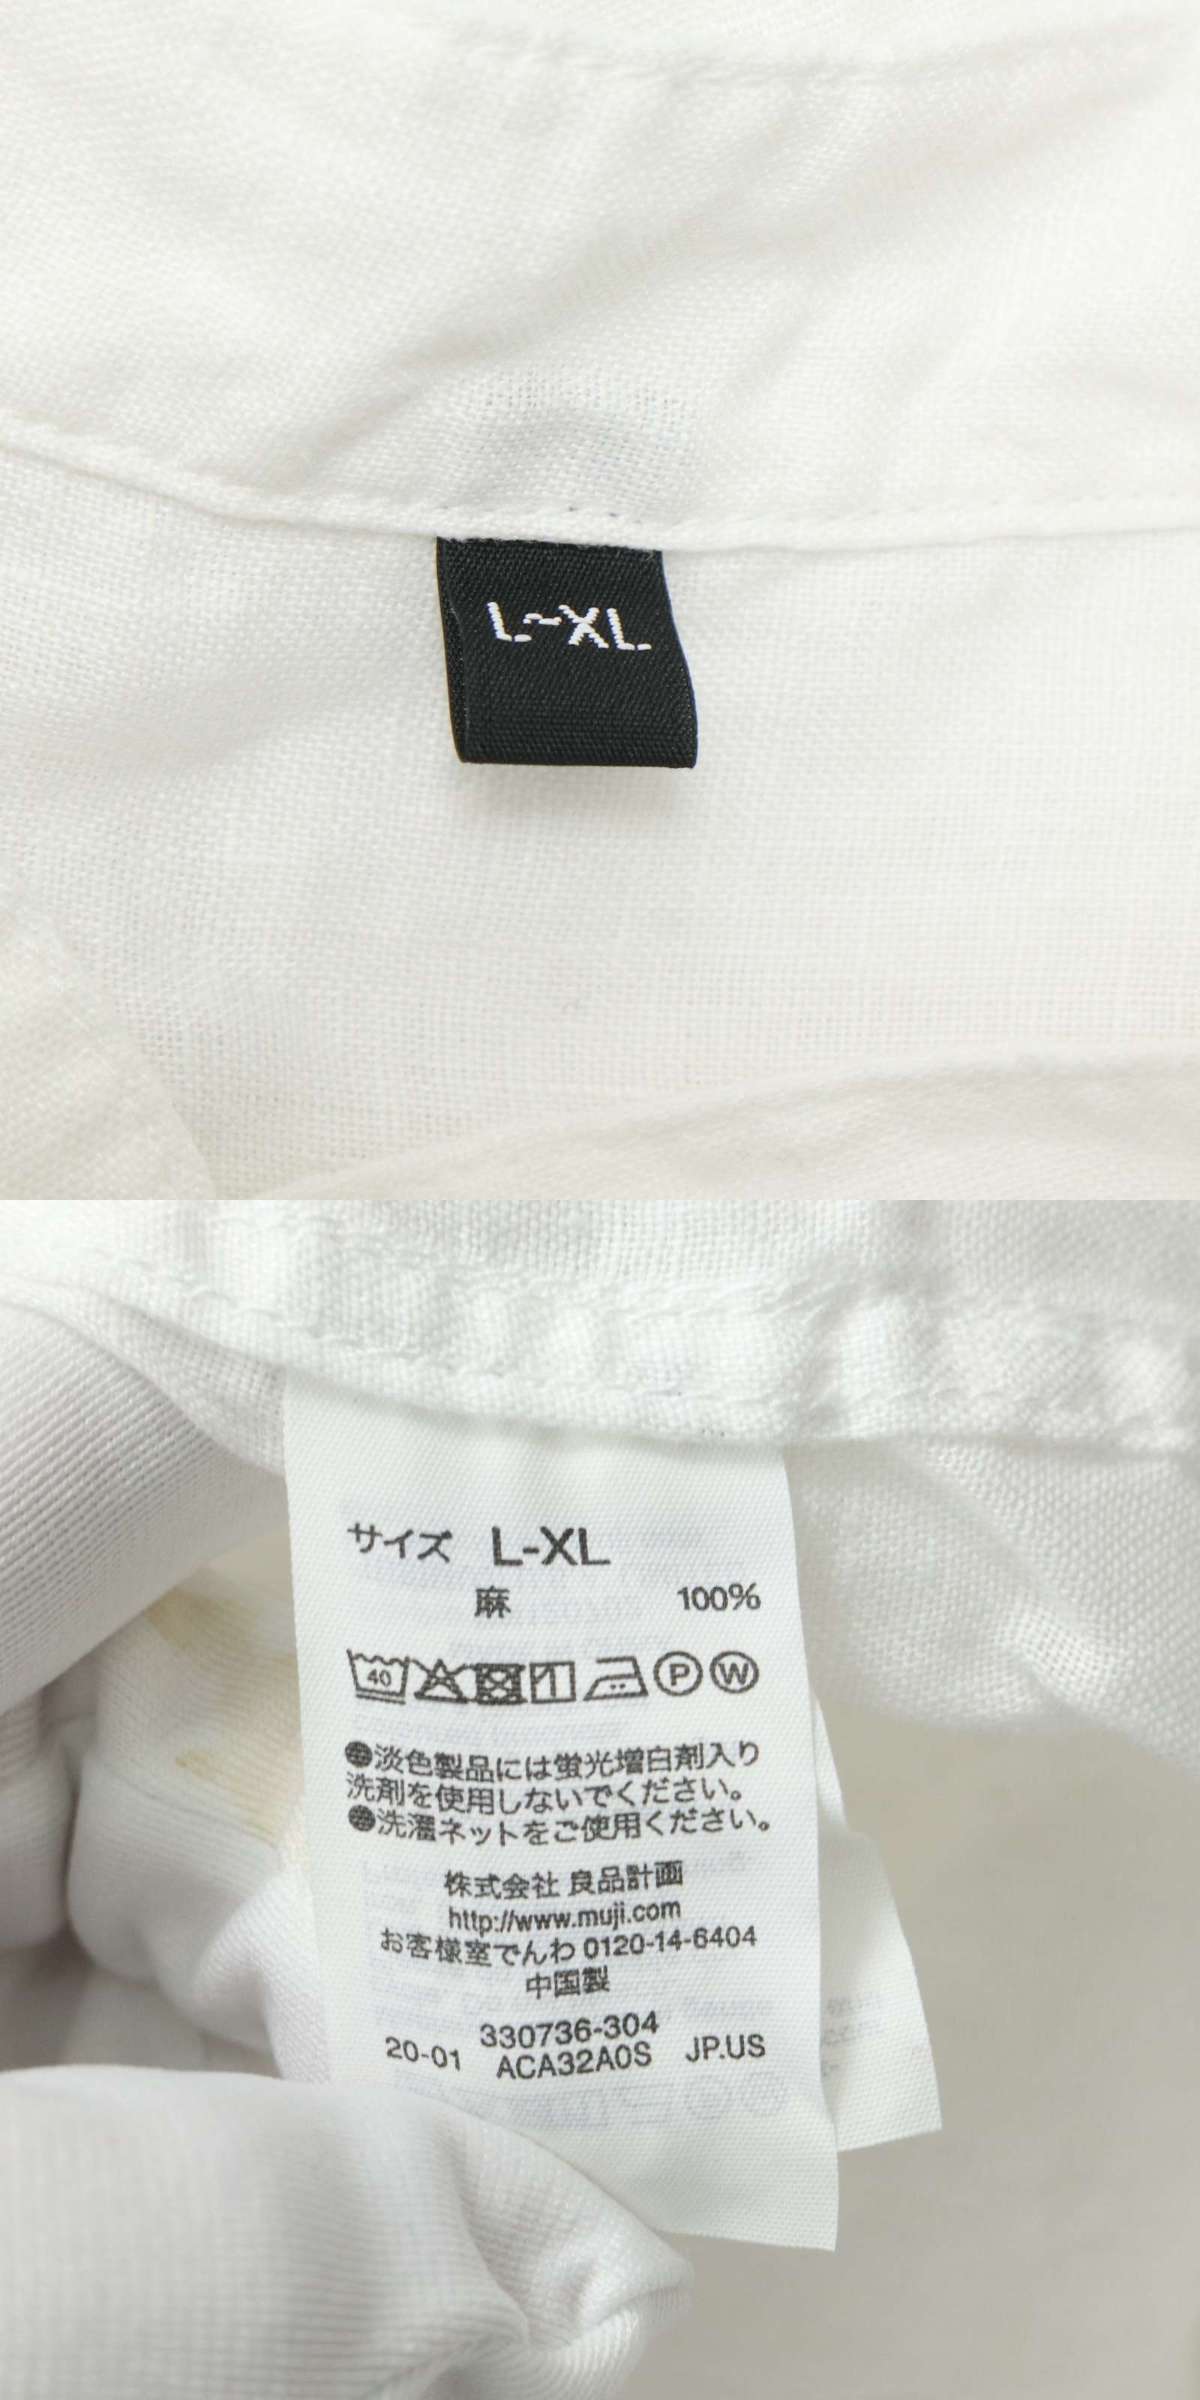 L~XL
サイズ L-XL
麻 100%
40 P W
●淡色製品には蛍光増白剤入り
洗剤を使用しないでください。
●洗濯ネットをご使用ください。
株式会社 良品計画
http://www.muji.com
お客様室でんわ 0120-14-6404
中国製
330736-304
20-01 ACA32A0S JP.US